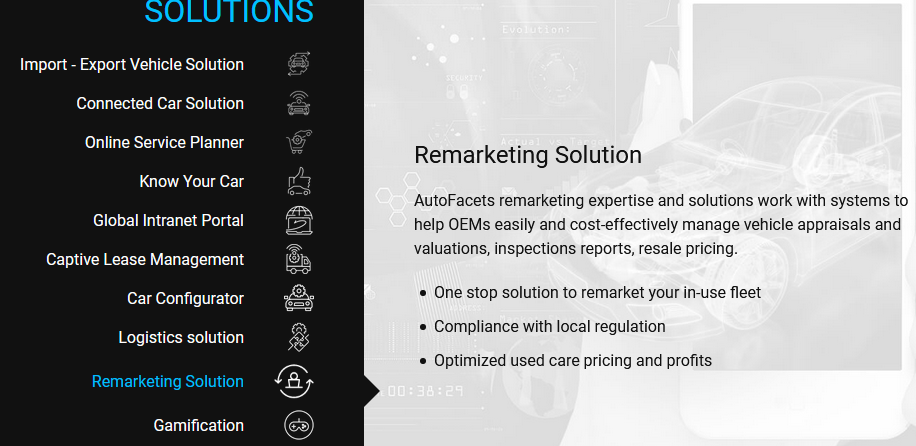 SOLUTIONS
Import - Export Vehicle Solution
Connected Car Solution
Online Service Planner
Know Your Car
Global Intranet Portal
Captive Lease Management
Car Configurator
Logistics solution
Remarketing Solution
Gamification
Evolution:
Actual
Remarketing Solution
AutoFacets remarketing expertise and solutions work with systems to
help OEMs easily and cost-effectively manage vehicle appraisals and
valuations, inspections reports, resale pricing.
One stop solution to remarket your in-use fleet
Compliance with local regulation
Optimized used care pricing and profits
00:38:29